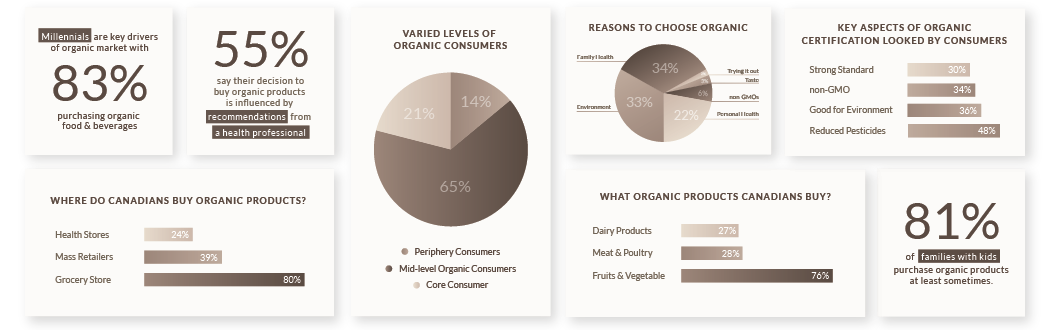 Millennials are key drivers
of organic market with
83%
purchasing organic
food & beverages
55%
say their decision to
buy organic products
is influenced by
recommendations from
a health professional
VARIED LEVELS OF
ORGANIC CONSUMERS
21%
14%
65%
Periphery Consumers
Mid-level Organic Consumers
Core Consumer
REASONS TO CHOOSE ORGANIC
Family Health
34%
Trying it out
Taste
6%
non GMOs
33%
Environment
22%
Personal Health
KEY ASPECTS OF ORGANIC
CERTIFICATION LOOKED BY CONSUMERS
Strong Standard 30%
non-GMO 34%
Good for Evironment 36%
Reduced Pesticides 48%
WHERE DO CANADIANS BUY ORGANIC PRODUCTS?
Health Stores 24%
Mass Retailers 39%
Grocery Store 80%
WHAT ORGANIC PRODUCTS CANADIANS BUY?
Dairy Products 27%
Meat & Poultry 28%
Fruits & Vegetable 76%
81%
of families with kids
purchase organic products
at least sometimes.